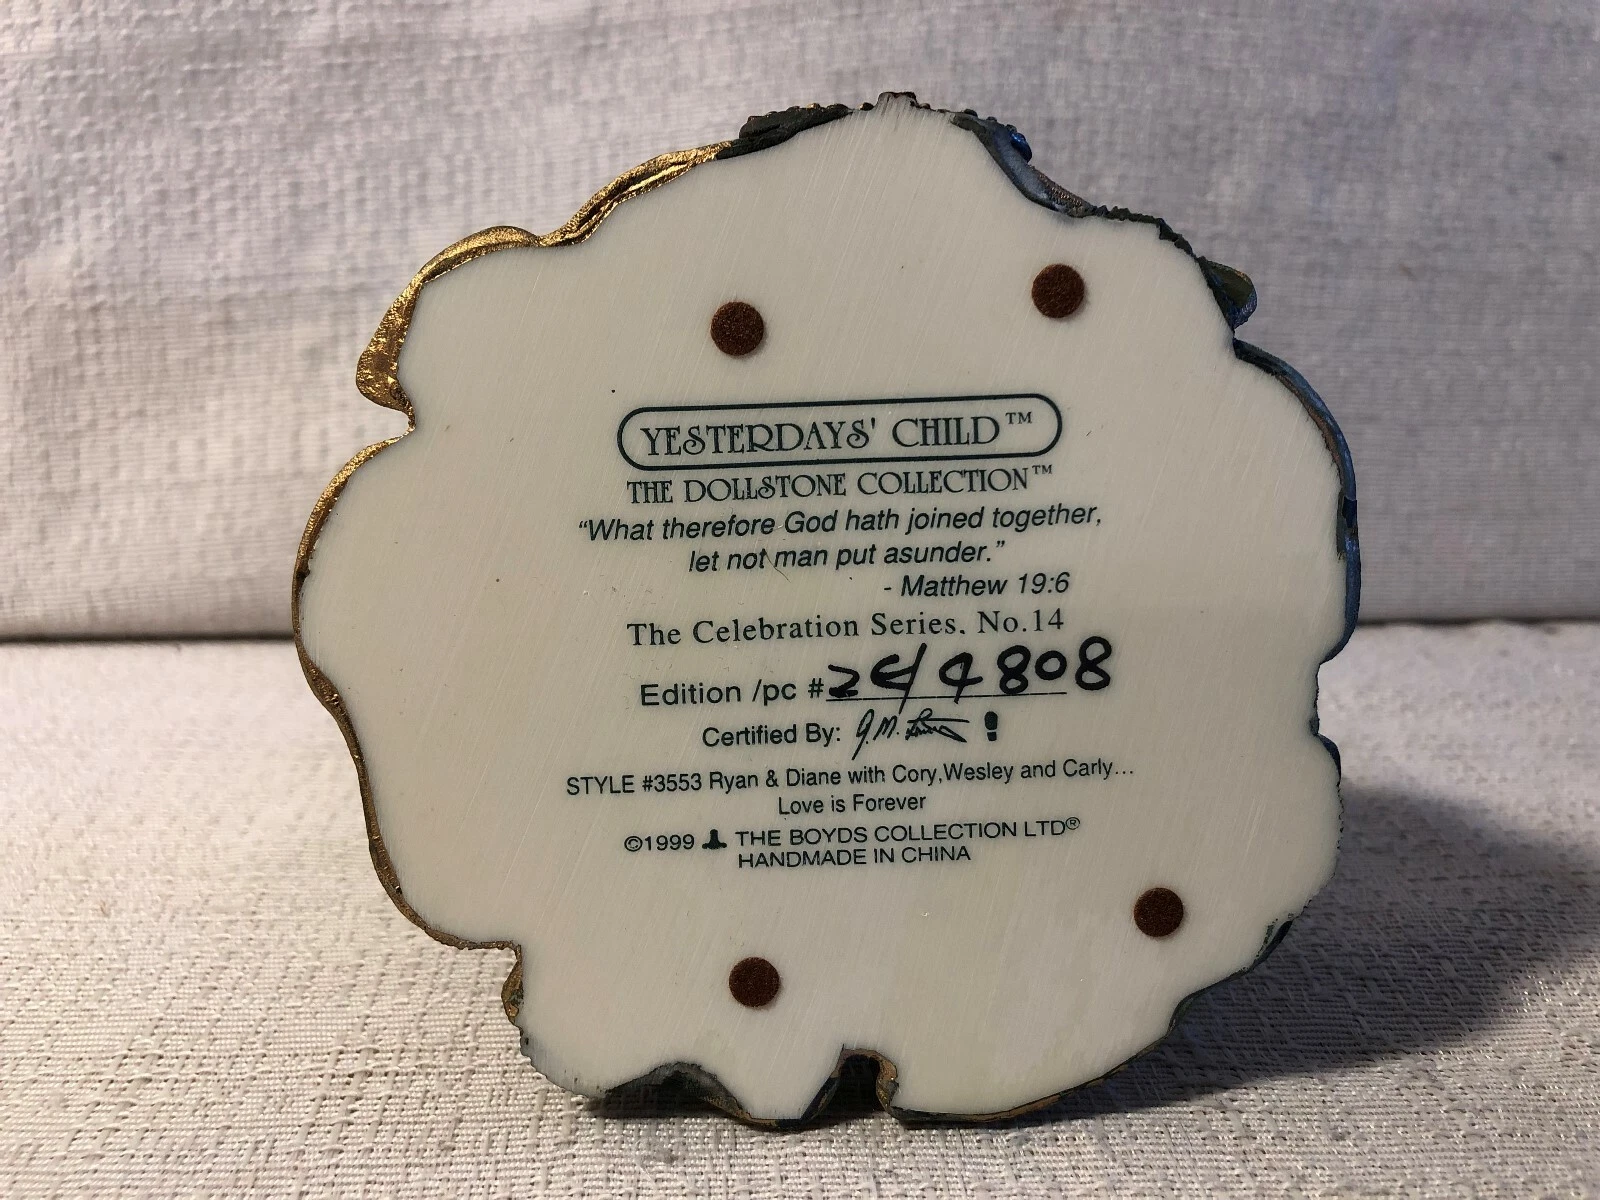 YESTERDAYS' CHILD™
THE DOLLSTONE COLLECTION™
“What therefore God hath joined together,
let not man put asunder.”
- Matthew 19:6
The Celebration Series. No.14
Edition /pc #244808
Certified By: J.M.
STYLE #3553 Ryan & Diane with Cory,Wesley and Carly...
Love is Forever
©1999 THE BOYDS COLLECTION LTD®
HANDMADE IN CHINA